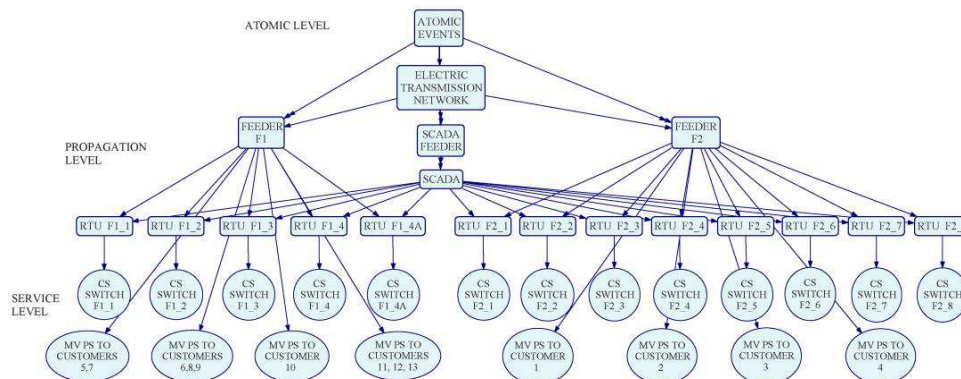 ATOMIC LEVEL
ATOMIC
EVENTS
ELECTRIC
TRANSMISSION
NETWORK
FEEDER
F1
SCADA
FEEDER
FEEDER
F2
PROPAGATION
LEVEL
SCADA
RTU F1_1
RTU F1_2
RTU F1_3
RTU F1_4
RTU F1_4A
RTU F2_1
RTU F2_2
RTU F2_3
RTU F2_4
RTU F2_5
RTU F2_6
RTU F2_7
RTU F2_
SERVICE
LEVEL
CS
SWITCH
F1_1
CS
SWITCH
F1_2
CS
SWITCH
F1_3
CS
SWITCH
F1_4
CS
SWITCH
F1_4A
CS
SWITCH
F2_1
CS
SWITCH
F2_2
CS
SWITCH
F2_3
CS
SWITCH
F2_4
CS
SWITCH
F2_5
CS
SWITCH
F2_6
CS
SWITCH
F2_7
CS
SWITCH
F2_8
MV PS TO
CUSTOMERS
5,7
MV PS TO
CUSTOMERS
6,8,9
MV PS TO
CUSTOMER
10
MV PS TO
CUSTOMERS
11, 12, 13
MV PS TO
CUSTOMER
1
MV PS TO
CUSTOMER
2
MV PS TO
CUSTOMER
3
MV PS TO
CUSTOMER
4